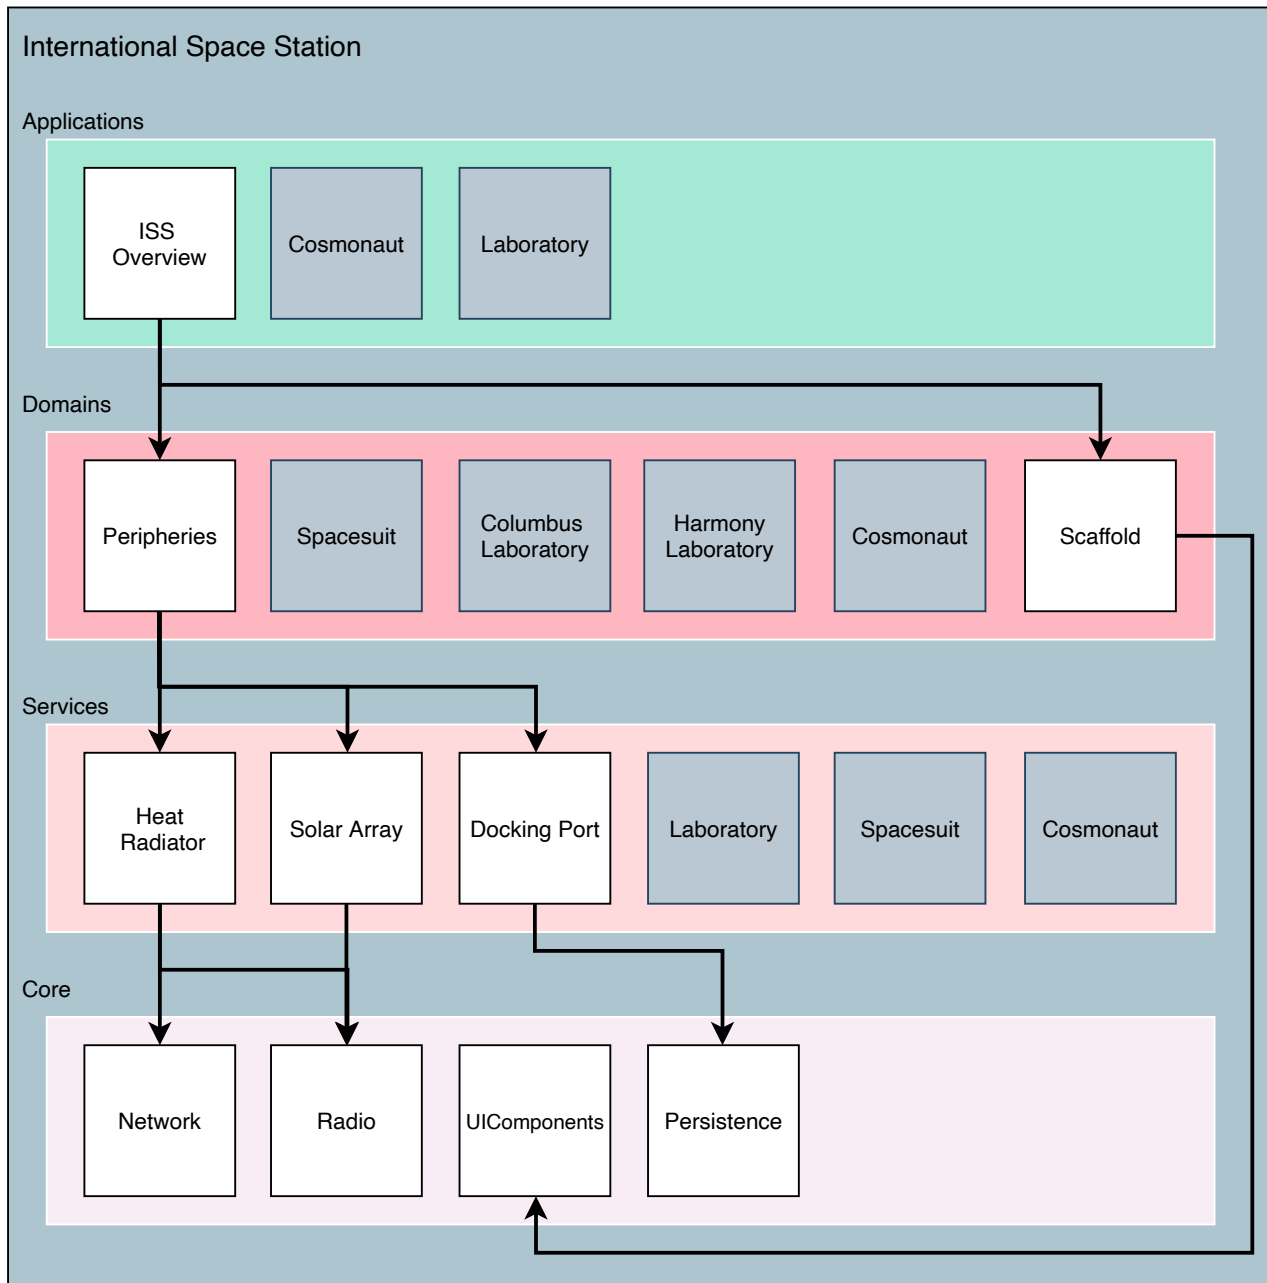 International Space Station
Applications
ISS
Overview
Cosmonaut
Laboratory
Domains
Peripheries
Spacesuit
Columbus
Laboratory
Harmony
Laboratory
Cosmonaut
Scaffold
Services
Heat
Radiator
Solar Array
Docking Port
Laboratory
Spacesuit
Cosmonaut
Core
Network
Radio
UIComponents
Persistence